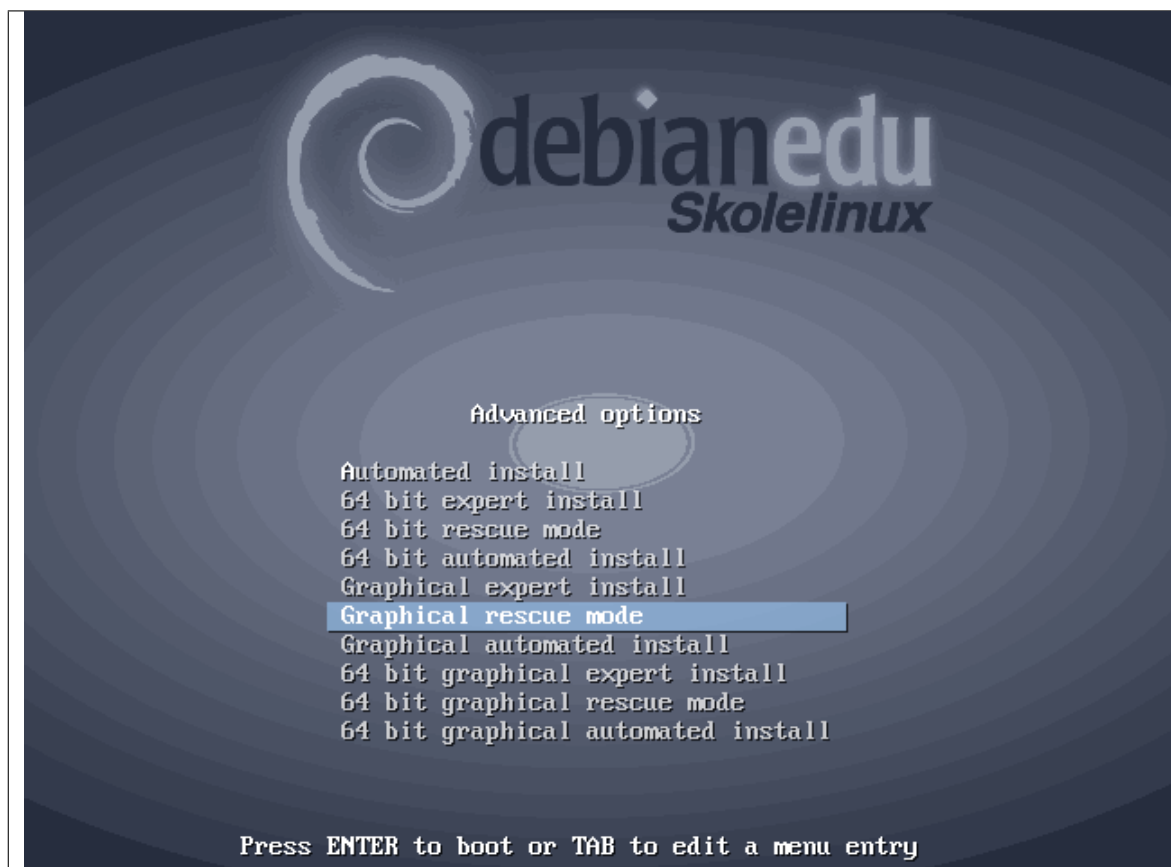 debianedu
Skolelinux
Advanced options
Automated install
64 bit expert install
64 bit rescue mode
64 bit automated install
Graphical expert install
Graphical rescue mode
Graphical automated install
64 bit graphical expert install
64 bit graphical rescue mode
64 bit graphical automated install
Press ENTER to boot or TAB to edit a menu entry